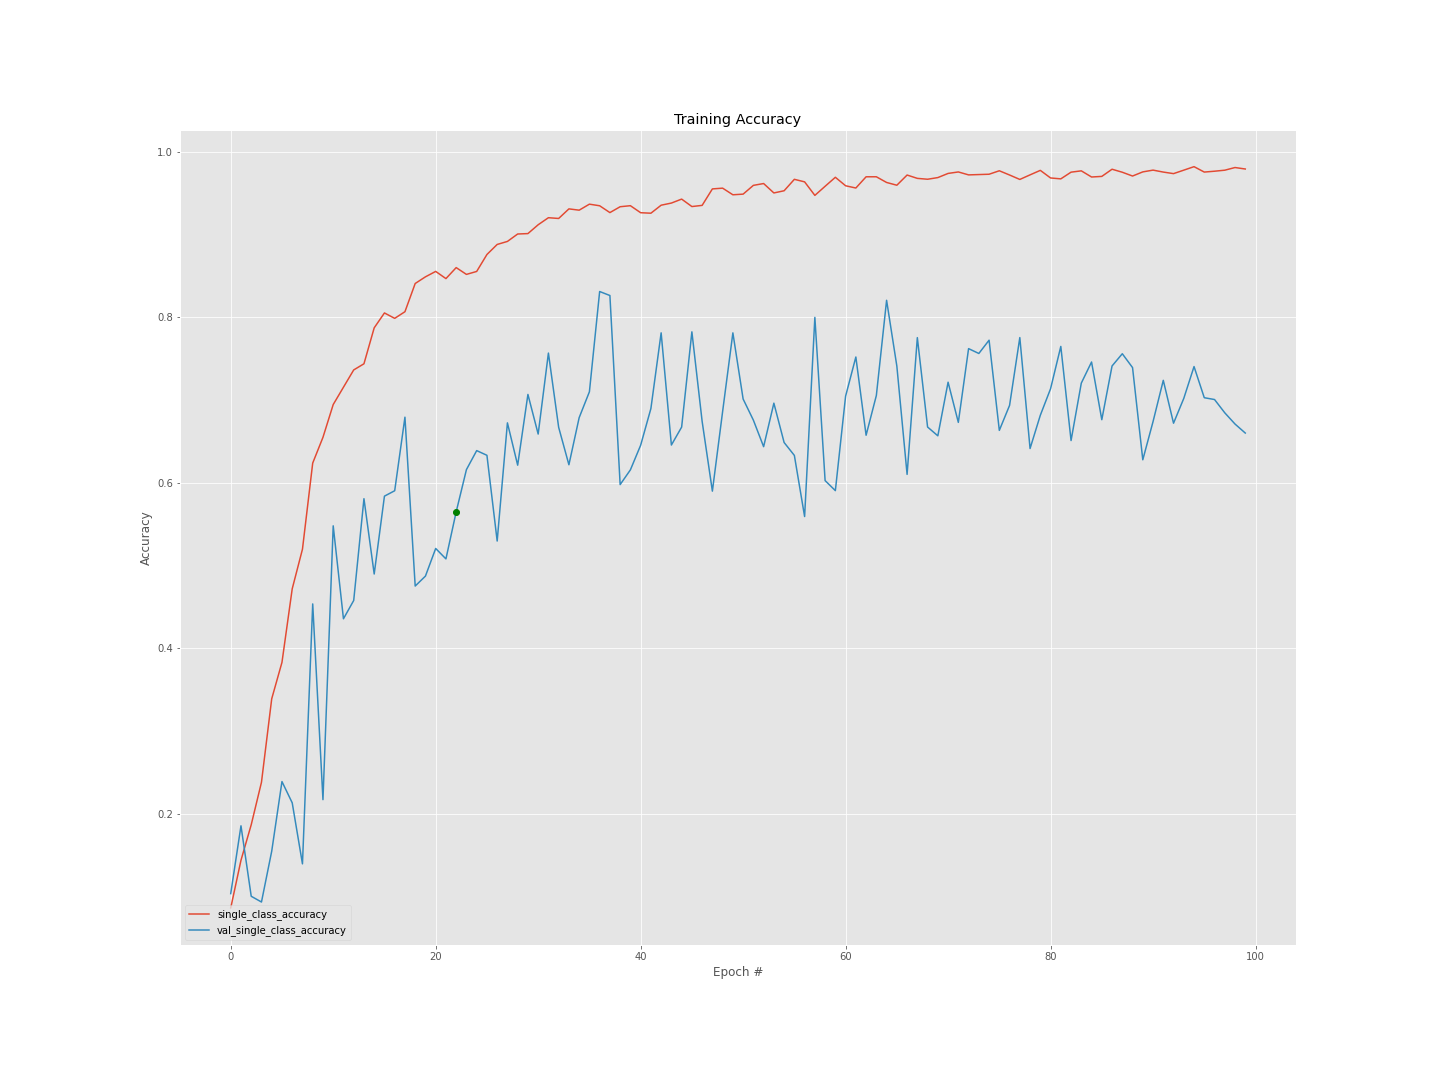 Training Accuracy
1.0
0.8
0.6
0.4
0.2
Accuracy
single_class_accuracy
val_single_class_accuracy
0 20 40 60 80 100
Epoch #